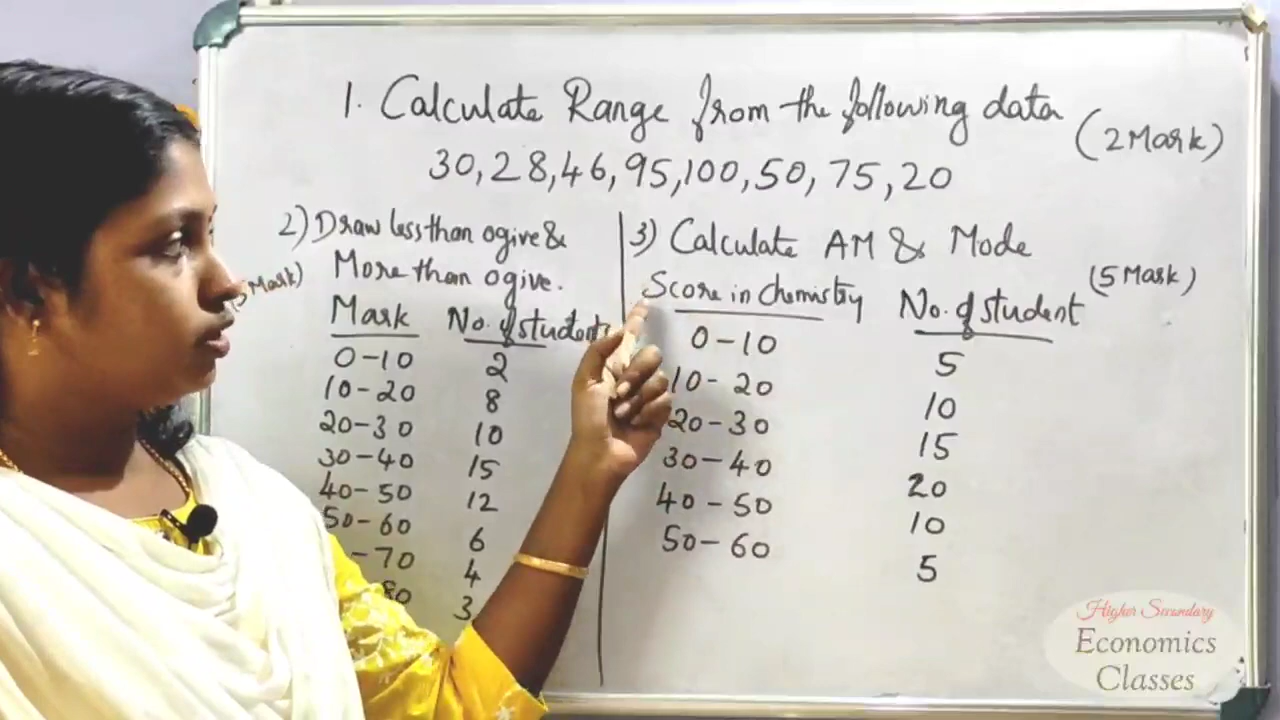 1. Calculate Range from the following data
(2 Mark)
30, 28, 46, 95, 100, 50, 75, 20
2) Draw less than ogive &
More than ogive.
Mark)
Mark No. of student
0-10 2
10-20 8
20-30 10
30-40 15
40-50 12
50-60 6
-70 4
80 3
3) Calculate AM & Mode
(5 Mark)
Score in Chemistry No. of student
0-10 5
10-20 10
20-30 15
30-40 20
40-50 10
50-60 5
Higher Secondary
Economics
Classes